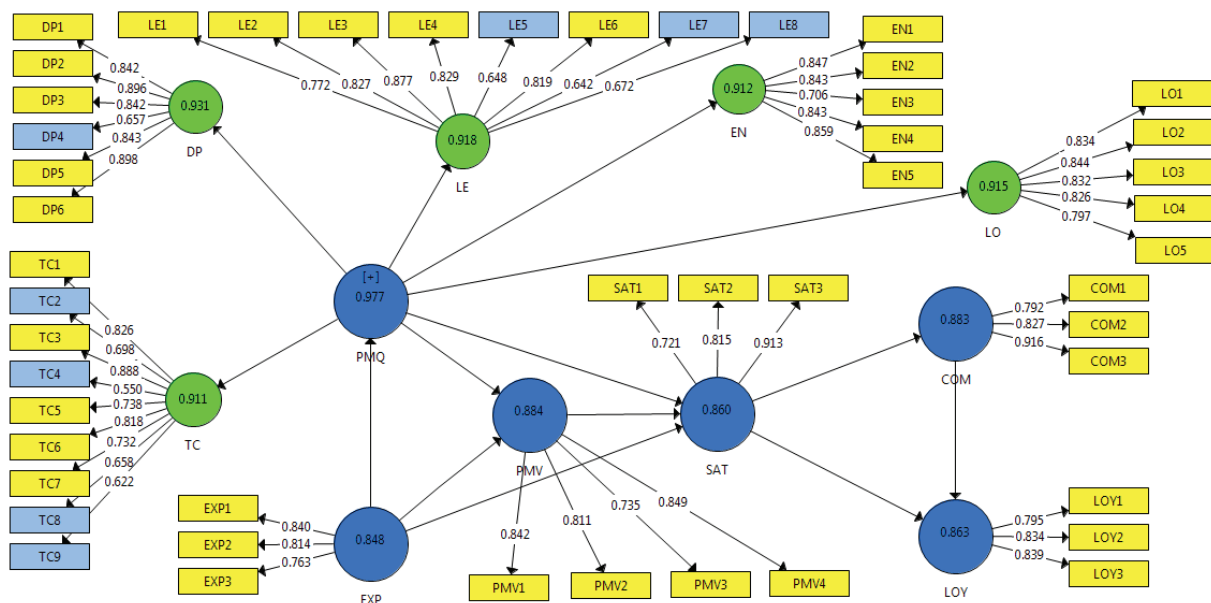 LE1 LE2 LE3 LE4 LE5 LE6 LE7 LE8
DP1
DP2
DP3
DP4
DP5
DP6
0.842
0.896
0.842
0.657
0.843
0.898
0.931
DP
0.772
0.827
0.877
0.829
0.648
0.819
0.642
0.672
0.918
LE
EN1
EN2
EN3
EN4
EN5
0.847
0.843
0.706
0.843
0.859
0.912
EN
LO1
LO2
LO3
LO4
LO5
0.834
0.844
0.832
0.826
0.797
0.915
LO
TC1
TC2
TC3
TC4
TC5
TC6
TC7
TC8
TC9
0.826
0.698
0.888
0.550
0.738
0.818
0.732
0.658
0.622
0.911
TC
[+]
0.977
PMQ
SAT1 SAT2 SAT3
0.721
0.815
0.913
0.860
SAT
COM1
COM2
COM3
0.792
0.827
0.916
0.883
COM
0.884
PMV
0.842
0.811
0.735
0.849
PMV1 PMV2 PMV3 PMV4
EXP1
EXP2
EXP3
0.840
0.814
0.763
0.848
EXP
LOY1
LOY2
LOY3
0.795
0.834
0.839
0.863
LOY